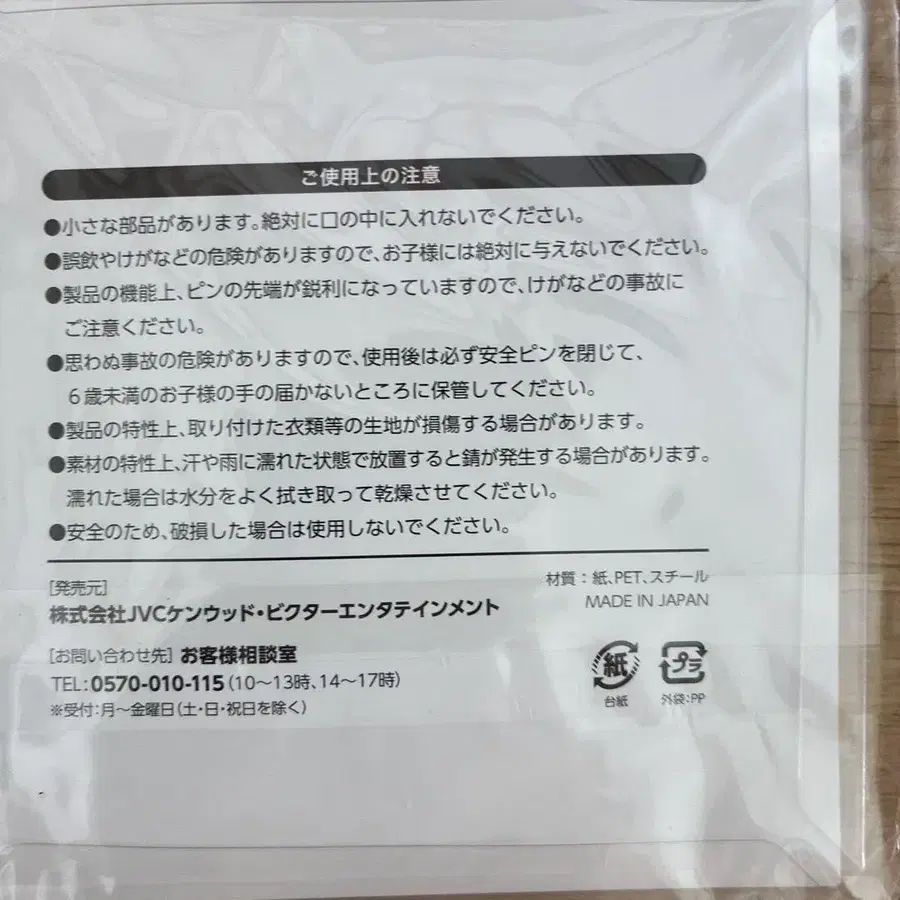 ご使用上の注意
●小さな部品があります。絶対に口の中に入れないでください。
●誤飲やけがなどの危険がありますので、お子様には絶対に与えないでください。
●製品の機能上、ピンの先端が鋭利になっていますので、けがなどの事故に
ご注意ください。
●思わぬ事故の危険がありますので、使用後は必ず安全ピンを閉じて、
６歳未満のお子様の手の届かないところに保管してください。
●製品の特性上、取り付けた衣類等の生地が損傷する場合があります。
●素材の特性上、汗や雨に濡れた状態で放置すると錆が発生する場合があります。
濡れた場合は水分をよく拭き取って乾燥させてください。
●安全のため、破損した場合は使用しないでください。
材質：紙、PET、スチール
MADE IN JAPAN
[発売元]
株式会社JVCケンウッド・ビクターエンタテインメント
[お問い合わせ先] お客様相談室
TEL：0570-010-115（10～13時、14～17時）
※受付：月～金曜日（土・日・祝日を除く）
紙
台紙
プラ
外袋：PP